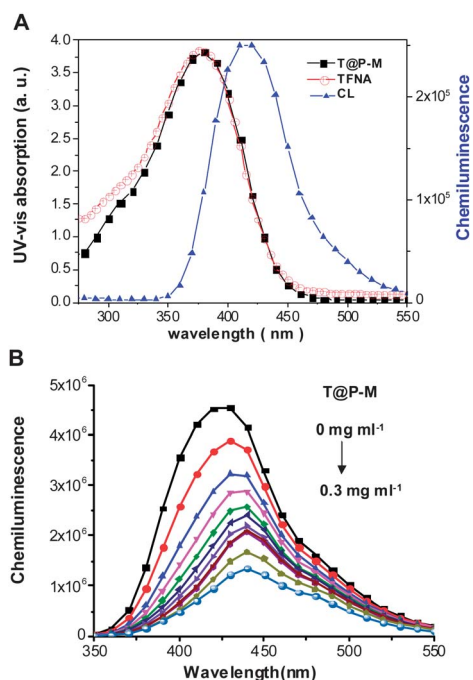 A
UV-vis absorption (a. u.)
4.0
3.5
3.0
2.5
2.0
1.5
1.0
0.5
0.0
T@P-M
TFNA
CL
2x10⁵
1x10⁵
0
Chemiluminescence
300 350 400 450 500 550
wavelength ( nm )
B
Chemiluminescence
5x10⁶
4x10⁶
3x10⁶
2x10⁶
1x10⁶
0
T@P-M
0 mg ml⁻¹
0.3 mg ml⁻¹
350 400 450 500 550
Wavelength(nm)